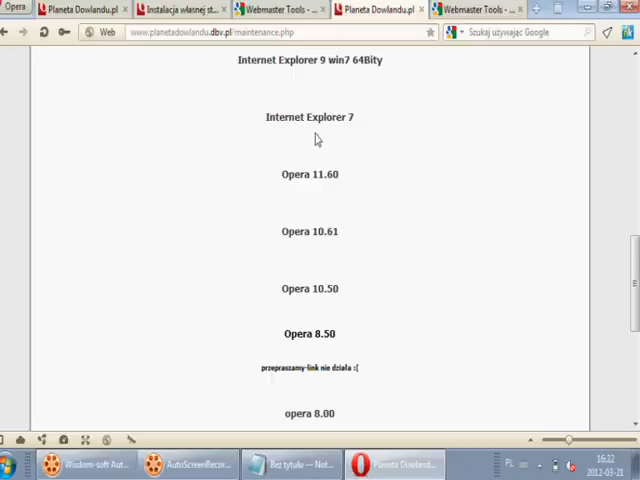 Opera
Planeta Dowlandu.pl
Instalacja własnej st...
Webmaster Tools - ...
Planeta Dowlandu.pl
Webmaster Tools - ...
Web
www.planetadowlandu.dbv.pl/maintenance.php
Szukaj używając Google
Internet Explorer 9 win7 64Bity
Internet Explorer 7
Opera 11.60
Opera 10.61
Opera 10.50
Opera 8.50
przepraszamy-link nie dziala :(
opera 8.00
Wisdom-soft Aut...
AutoScreenRecor...
Bez tytułu — Not...
Planeta Dowland...
PL
16:22
2012-03-21